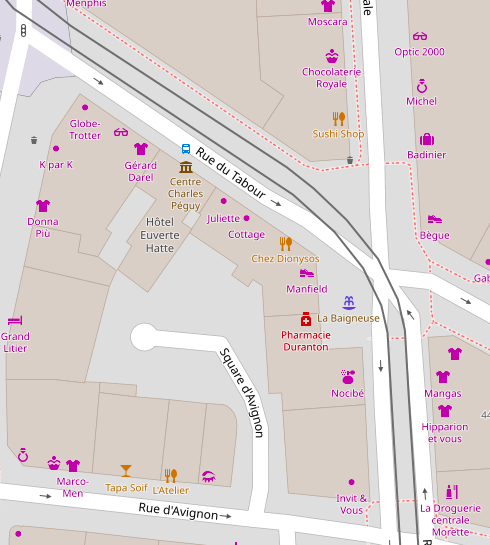 Memphis
ale
Moscara
Optic 2000
Chocolaterie
Royale
Michel
Globe-
Trotter
Sushi Shop
Badinier
K par K
Gérard
Darel
Rue du Tabour
Centre
Charles
Péguy
Donna
Più
Juliette
Hôtel
Euverte
Hatte
Cottage
Bègue
Chez Dionysos
Gab
Manfield
La Baigneuse
Grand
Litier
Pharmacie
Duranton
Square d'Avignon
Nocibé
Mangas
Hipparion
et vous
44
Marco-
Men
Tapa Soif
L'Atelier
Invit &
Vous
Rue d'Avignon
La Droguerie
centrale
Morette
R